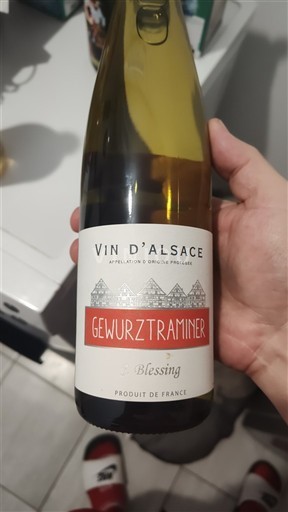 VIN D'ALSACE
APPELLATION D'ORIGINE PROTÉGÉE
GEWURZTRAMINER
Blessing
PRODUIT DE FRANCE